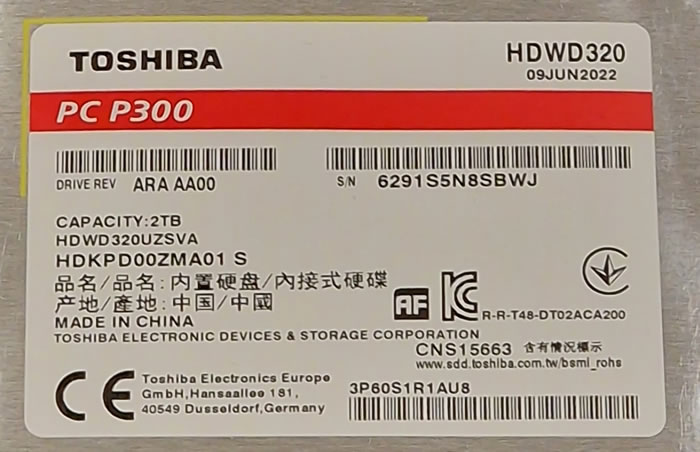 TOSHIBA
HDWD320
09JUN2022
PC P300
DRIVE REV ARA AA00
S/N 6291S5N8SBWJ
CAPACITY:2TB
HDWD320UZSVA
HDKPD00ZMA01 S
品名/品名: 内置硬盘/內接式硬碟
产地/產地: 中国/中國
MADE IN CHINA
AF
R-R-T48-DT02ACA200
TOSHIBA ELECTRONIC DEVICES & STORAGE CORPORATION
CNS15663 含有情況標示
www.sdd.toshiba.com.tw/bsmi_rohs
CE
Toshiba Electronics Europe
GmbH, Hansaallee 181,
40549 Dusseldorf,Germany
3P60S1R1AU8